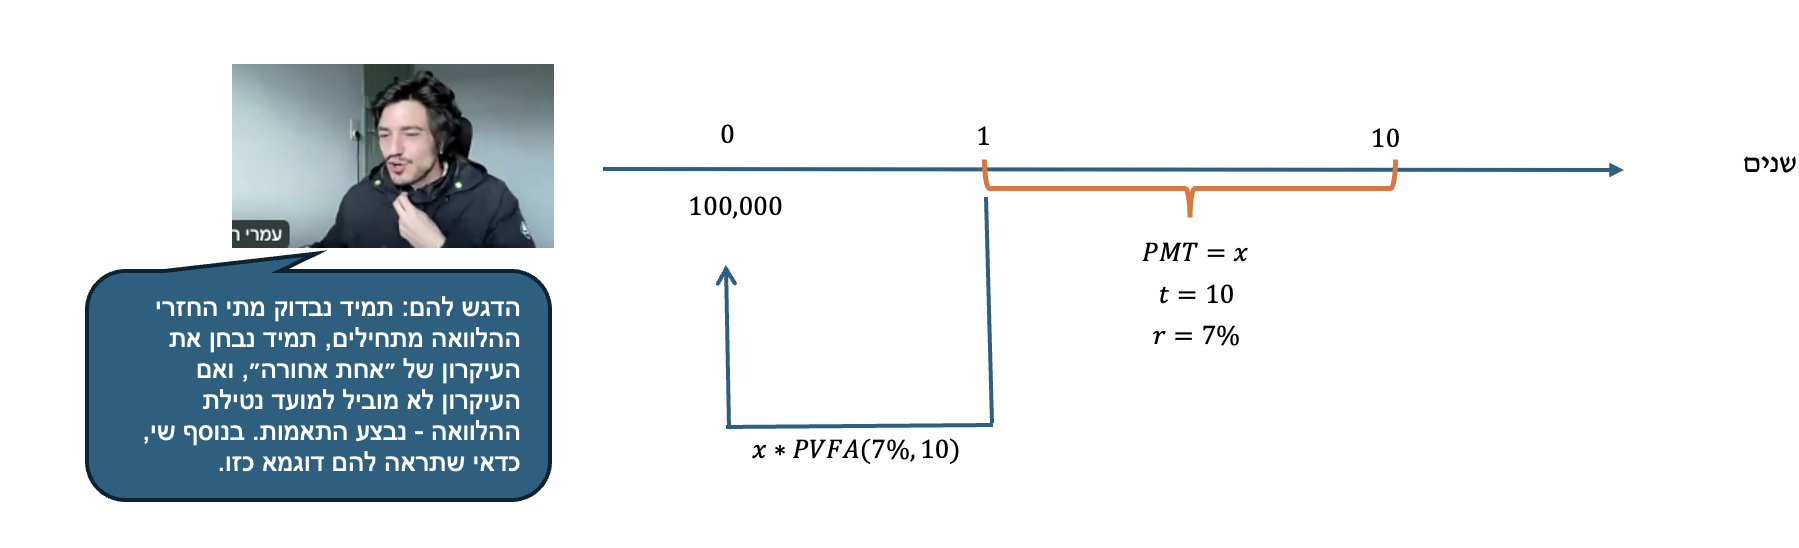 0
1
10
שנים
100,000
עמרי ר
PMT = x
t = 10
r = 7%
x * PVFA(7%, 10)
הדגש להם: תמיד נבדוק מתי החזרי
ההלוואה מתחילים, תמיד נבחן את
העיקרון של ״אחת אחורה״, ואם
העיקרון לא מוביל למועד נטילת
ההלוואה - נבצע התאמות. בנוסף שי,
כדאי שתראה להם דוגמא כזו.